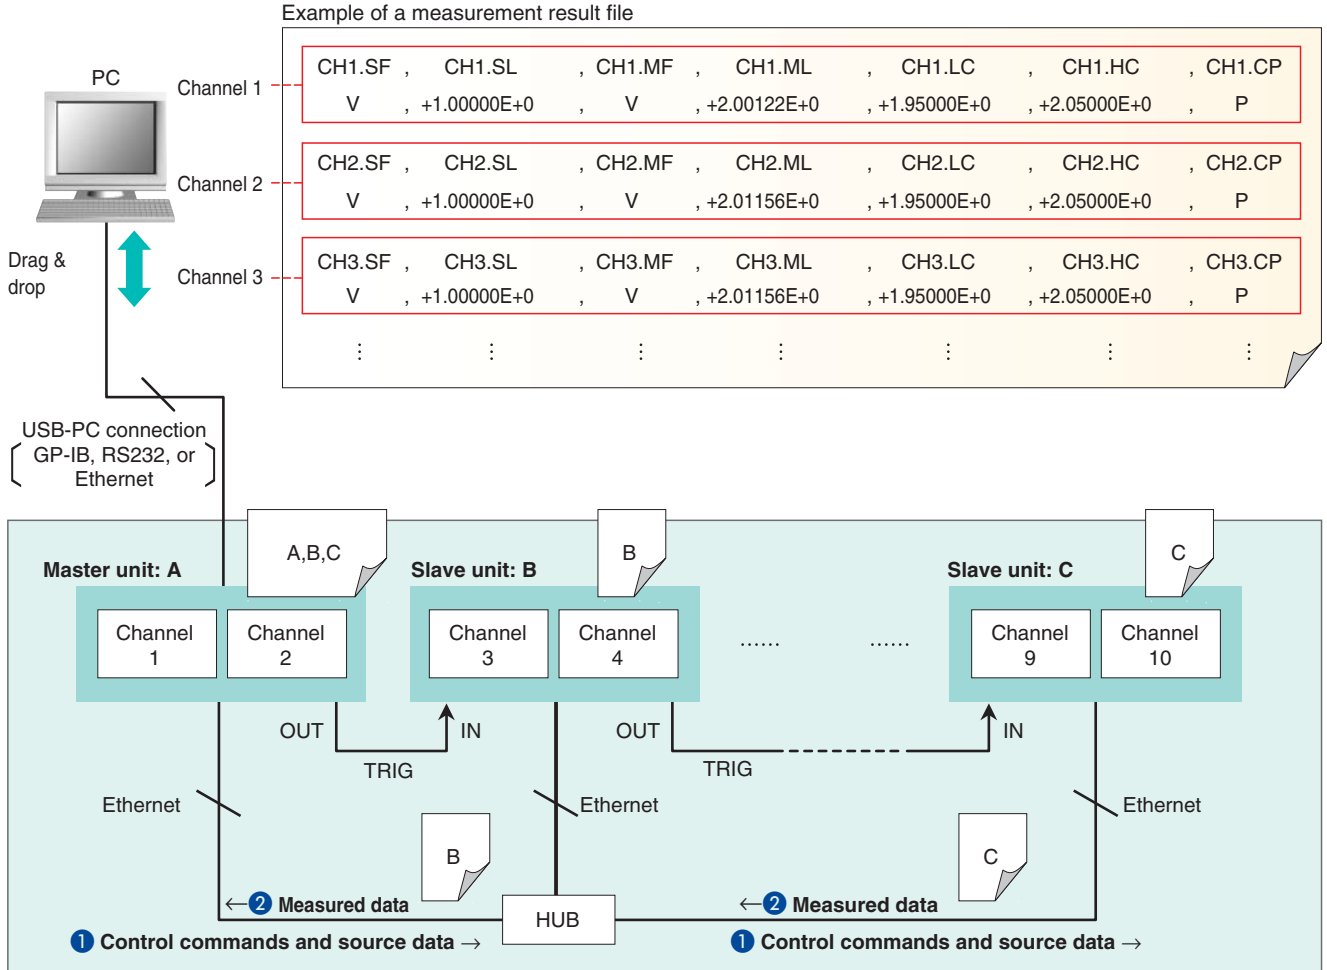 Example of a measurement result file
PC
Channel 1
CH1.SF , CH1.SL , CH1.MF , CH1.ML , CH1.LC , CH1.HC , CH1.CP
V , +1.00000E+0 , V , +2.00122E+0 , +1.95000E+0 , +2.05000E+0 , P
Channel 2
CH2.SF , CH2.SL , CH2.MF , CH2.ML , CH2.LC , CH2.HC , CH2.CP
V , +1.00000E+0 , V , +2.01156E+0 , +1.95000E+0 , +2.05000E+0 , P
Channel 3
CH3.SF , CH3.SL , CH3.MF , CH3.ML , CH3.LC , CH3.HC , CH3.CP
V , +1.00000E+0 , V , +2.01156E+0 , +1.95000E+0 , +2.05000E+0 , P
⋮ ⋮ ⋮ ⋮ ⋮ ⋮ ⋮
Drag &
drop
USB-PC connection
GP-IB, RS232, or
Ethernet
A,B,C
B
C
Master unit: A
Slave unit: B
Slave unit: C
Channel
1
Channel
2
Channel
3
Channel
4
...... ......
Channel
9
Channel
10
OUT
IN
TRIG
OUT
IN
TRIG
Ethernet
Ethernet
Ethernet
B
C
←2 Measured data
HUB
←2 Measured data
1 Control commands and source data →
1 Control commands and source data →